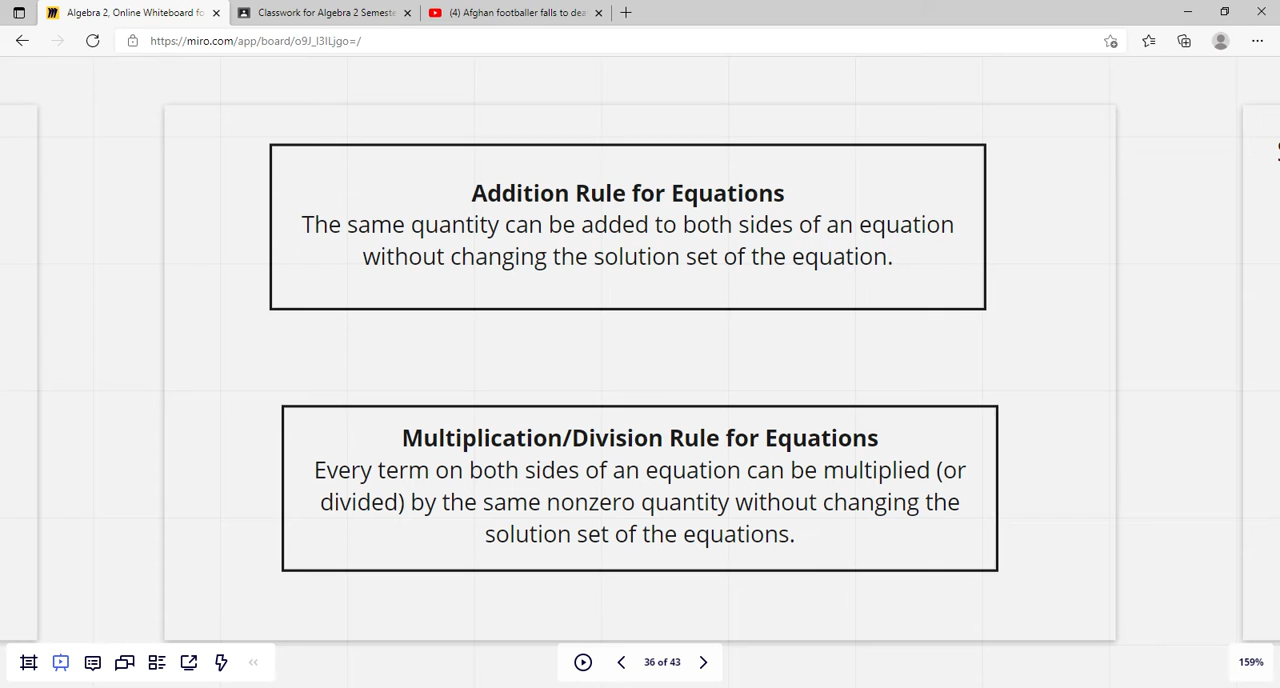 Algebra 2, Online Whiteboard fo
Classwork for Algebra 2 Semeste
(4) Afghan footballer falls to dea
https://miro.com/app/board/o9J_l3lLjgo=/
Addition Rule for Equations
The same quantity can be added to both sides of an equation
without changing the solution set of the equation.
Multiplication/Division Rule for Equations
Every term on both sides of an equation can be multiplied (or
divided) by the same nonzero quantity without changing the
solution set of the equations.
36 of 43
159%